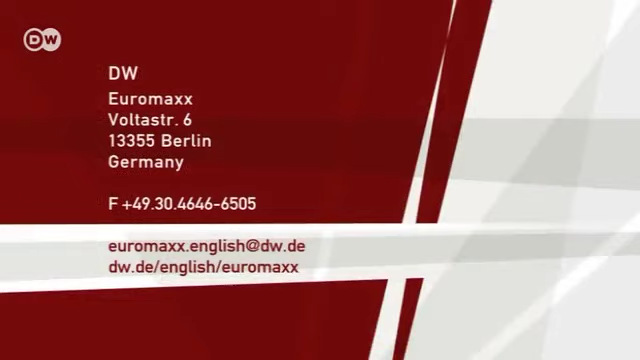 DW
DW
Euromaxx
Voltastr. 6
13355 Berlin
Germany
F +49.30.4646-6505
euromaxx.english@dw.de
dw.de/english/euromaxx